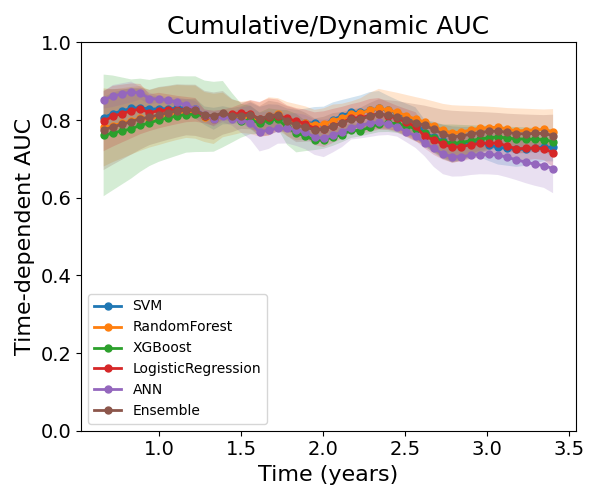 Cumulative/Dynamic AUC
Time-dependent AUC
1.0
0.8
0.6
0.4
0.2
0.0
SVM
RandomForest
XGBoost
LogisticRegression
ANN
Ensemble
1.0 1.5 2.0 2.5 3.0 3.5
Time (years)